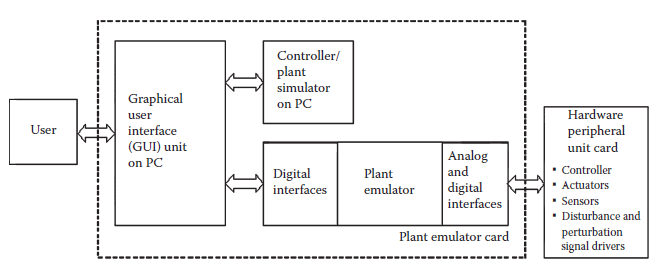 User
Graphical
user
interface
(GUI) unit
on PC
Controller/
plant
simulator
on PC
Digital
interfaces
Plant
emulator
Analog
and
digital
interfaces
Plant emulator card
Hardware
peripheral
unit card
▪ Controller
▪ Actuators
▪ Sensors
▪ Disturbance and
perturbation
signal drivers